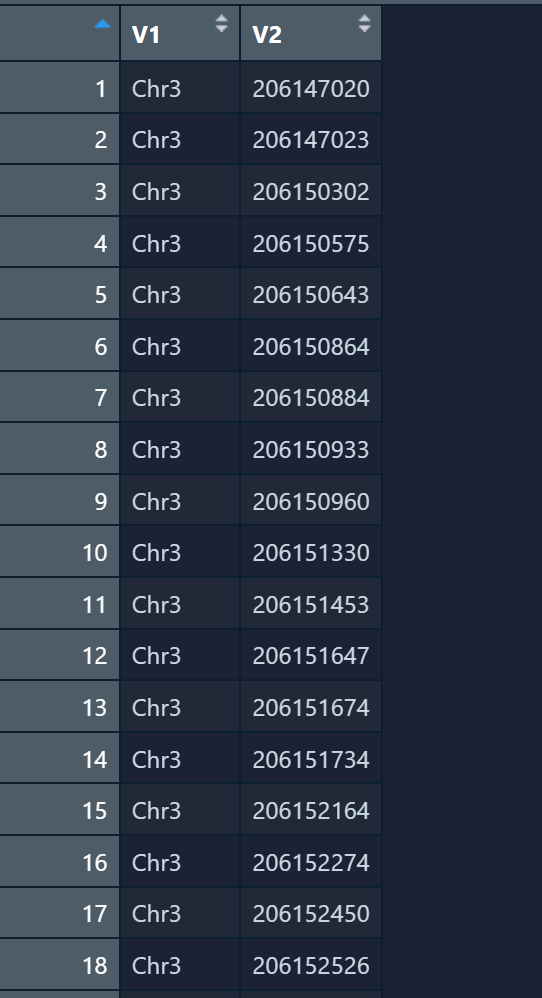 V1 V2
1 Chr3 206147020
2 Chr3 206147023
3 Chr3 206150302
4 Chr3 206150575
5 Chr3 206150643
6 Chr3 206150864
7 Chr3 206150884
8 Chr3 206150933
9 Chr3 206150960
10 Chr3 206151330
11 Chr3 206151453
12 Chr3 206151647
13 Chr3 206151674
14 Chr3 206151734
15 Chr3 206152164
16 Chr3 206152274
17 Chr3 206152450
18 Chr3 206152526